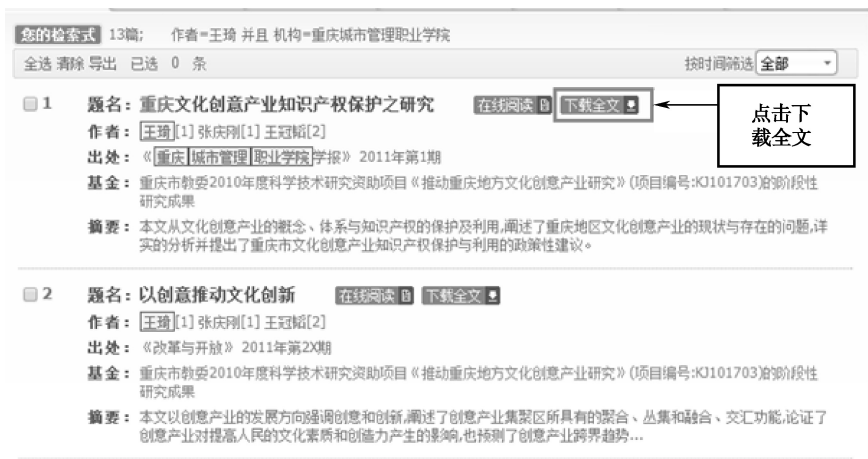 您的检索式 13篇; 作者=王琦 并且 机构=重庆城市管理职业学院
全选 清除 导出 已选 0 条 按时间筛选 全部
1 题名：重庆文化创意产业知识产权保护之研究 在线阅读 下载全文
点击下
载全文
作者：王琦[1] 张庆刚[1] 王冠韬[2]
出处：《重庆城市管理职业学院学报》 2011年第1期
基金：重庆市教委2010年度科学技术研究资助项目《推动重庆地方文化创意产业研究》(项目编号:KJ101703)的阶段性
研究成果
摘要：本文从文化创意产业的概念、体系与知识产权的保护及利用,阐述了重庆地区文化创意产业的现状与存在的问题,详
实的分析并提出了重庆市文化创意产业知识产权保护与利用的政策性建议。
2 题名：以创意推动文化创新 在线阅读 下载全文
作者：王琦[1] 张庆刚[1] 王冠韬[2]
出处：《改革与开放》 2011年第2X期
基金：重庆市教委2010年度科学技术研究资助项目《推动重庆地方文化创意产业研究》(项目编号:KJ101703)的阶段性
研究成果
摘要：本文以创意产业的发展方向强调创意和创新,阐述了创意产业集聚区所具有的聚合、丛集和融合、交汇功能,论证了
创意产业对提高人民的文化素质和创造力产生的影响,也预测了创意产业跨界趋势...